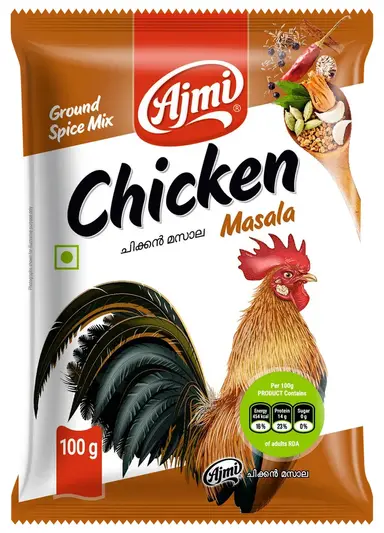 Ajmi®
Ground
Spice Mix
Chicken
Masala
ചിക്കൻ മസാല
Per 100g
PRODUCT Contains
Energy
454 kcal
16%
Protein
14 g
23%
Sugar
0 g
0%
of adults RDA
100 g
Ajmi ചിക്കൻ മസാല